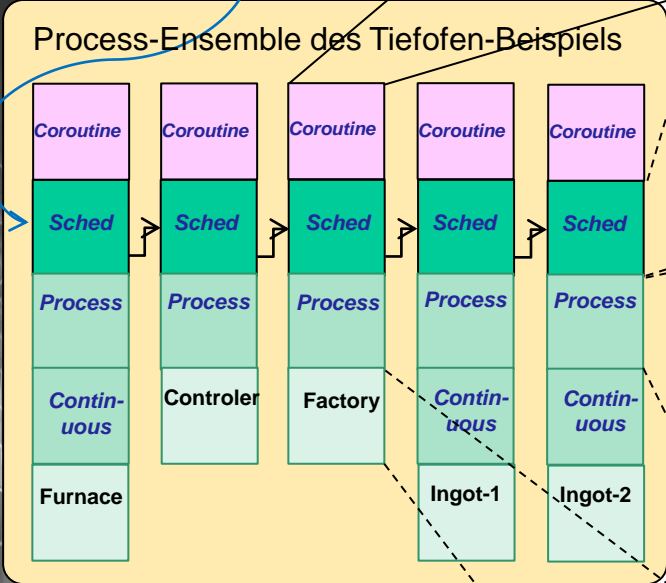 Process-Ensemble des Tiefofen-Beispiels
Coroutine
Coroutine
Coroutine
Coroutine
Coroutine
Sched
Sched
Sched
Sched
Sched
Process
Process
Process
Process
Process
Contin-
uous
Controler
Factory
Contin-
uous
Contin-
uous
Furnace
Ingot-1
Ingot-2